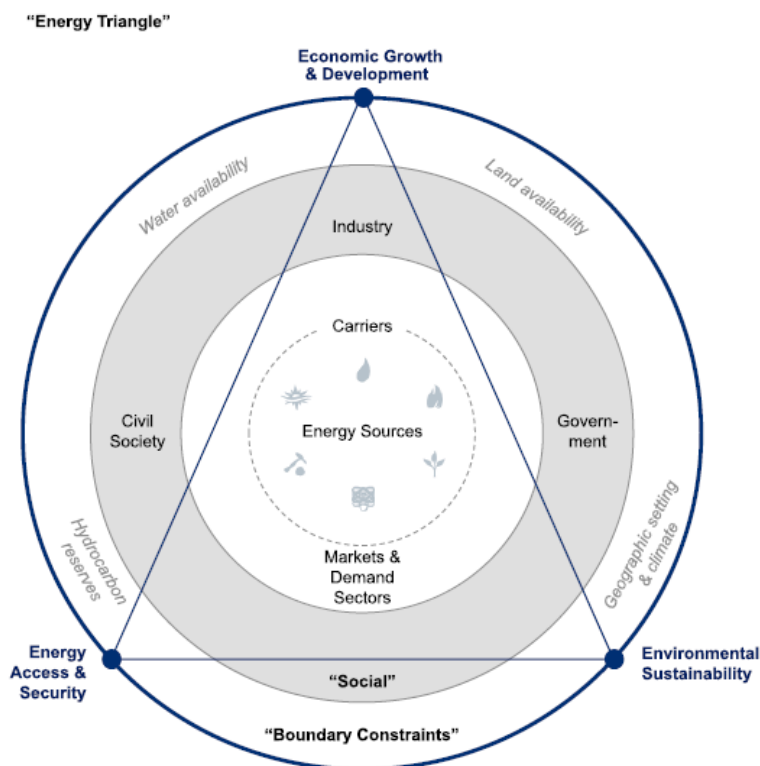 “Energy Triangle”
Economic Growth
& Development
Water availability
Land availability
Industry
Carriers
Civil
Society
Energy Sources
Govern-
ment
Hydrocarbon
reserves
Geographic setting
& climate
Markets &
Demand
Sectors
Energy
Access &
Security
Environmental
Sustainability
“Social”
“Boundary Constraints”